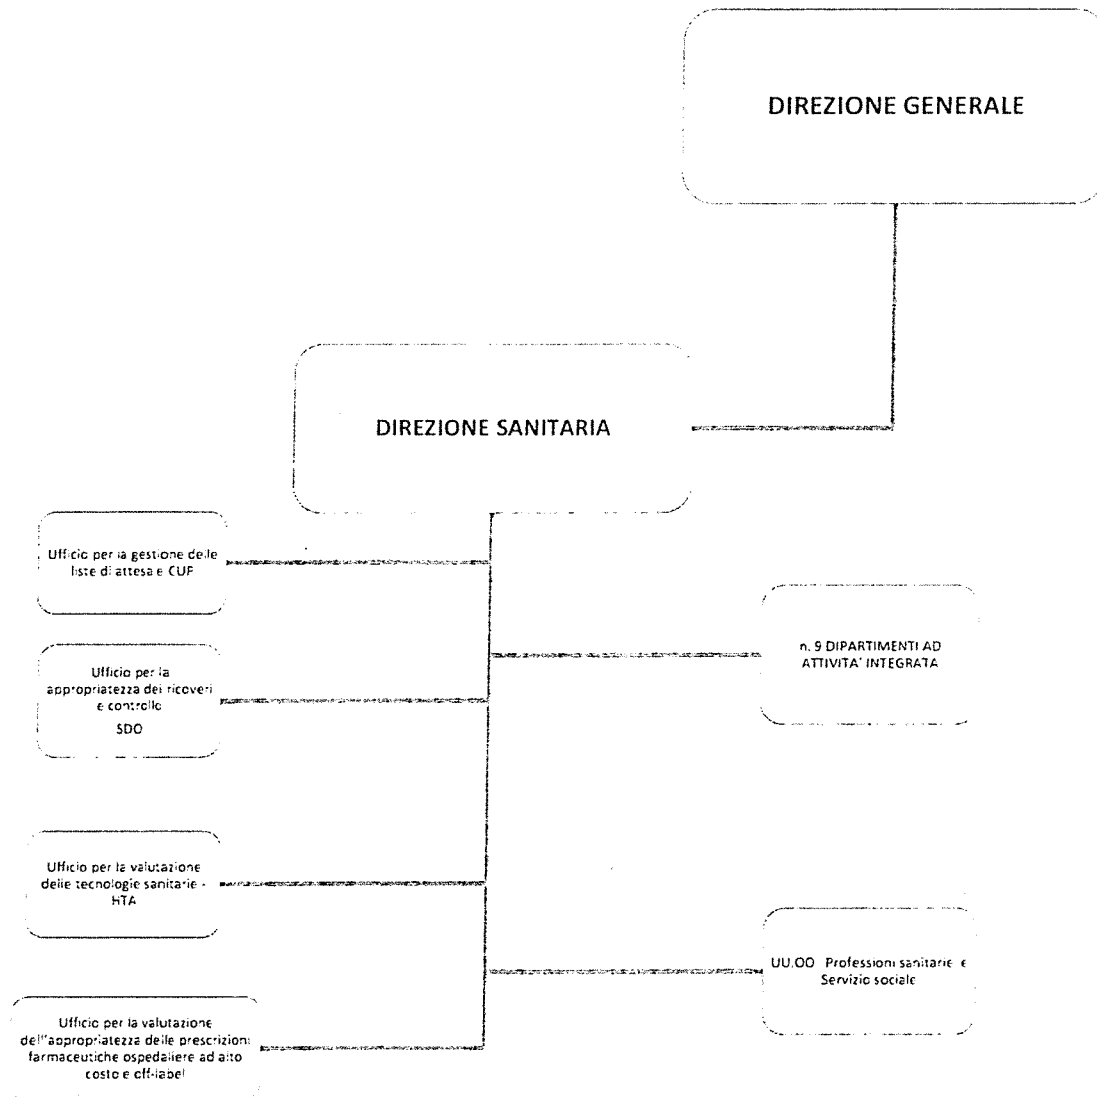 DIREZIONE GENERALE
DIREZIONE SANITARIA
Ufficio per la gestione delle
liste di attesa e CUP
n. 9 DIPARTIMENTI AD
ATTIVITA' INTEGRATA
Ufficio per la
appropriatezza dei ricoveri
e controllo
SDO
Ufficio per la valutazione
delle tecnologie sanitarie -
HTA
UU.OO Professioni sanitarie e
Servizio sociale
Ufficio per la valutazione
dell'appropriatezza delle prescrizioni
farmaceutiche ospedaliere ad alto
costo e off-label